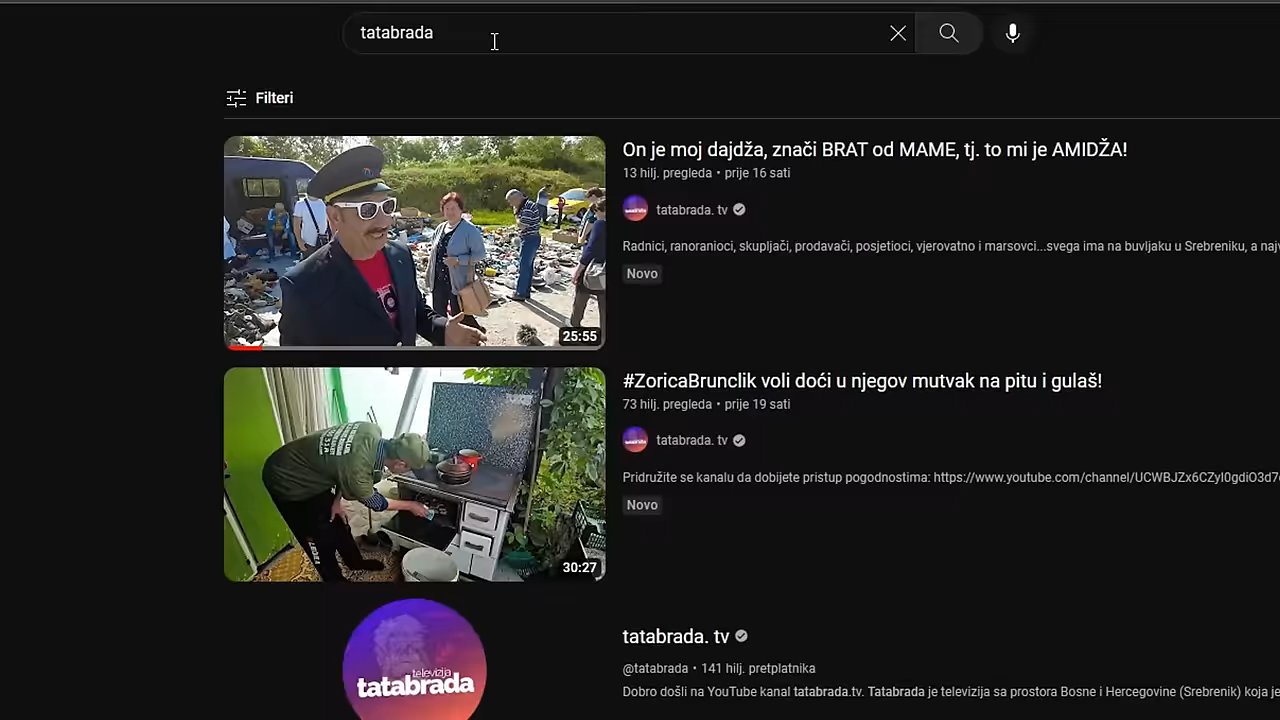 tatabrada
Filteri
On je moj dajdža, znači BRAT od MAME, tj. to mi je AMIDŽA!
13 hilj. pregleda • prije 16 sati
tatabrada. tv
Radnici, ranoranioci, skupljači, prodavači, posjetioci, vjerovatno i marsovci...svega ima na buvljaku u Srebreniku, a
Novo
25:55
#ZoricaBrunclik voli doći u njegov mutvak na pitu i gulaš!
73 hilj. pregleda • prije 19 sati
tatabrada. tv
Pridružite se kanalu da dobijete pristup pogodnostima: https://www.youtube.com/channel/UCWBJZx6CZyI0gdiO3d7
Novo
30:27
tatabrada. tv
@tatabrada • 141 hilj. pretplatnika
Dobro došli na YouTube kanal tatabrada.tv. Tatabrada je televizija sa prostora Bosne i Hercegovine (Srebrenik) koja je
televizija
tatabrada